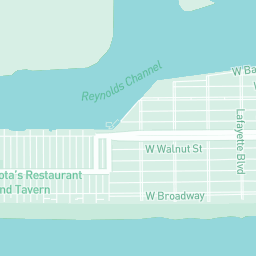 Reynolds Channel
W Ba
W
Lafayette Blvd
W Walnut St
ota's Restaurant
nd Tavern
W Broadway